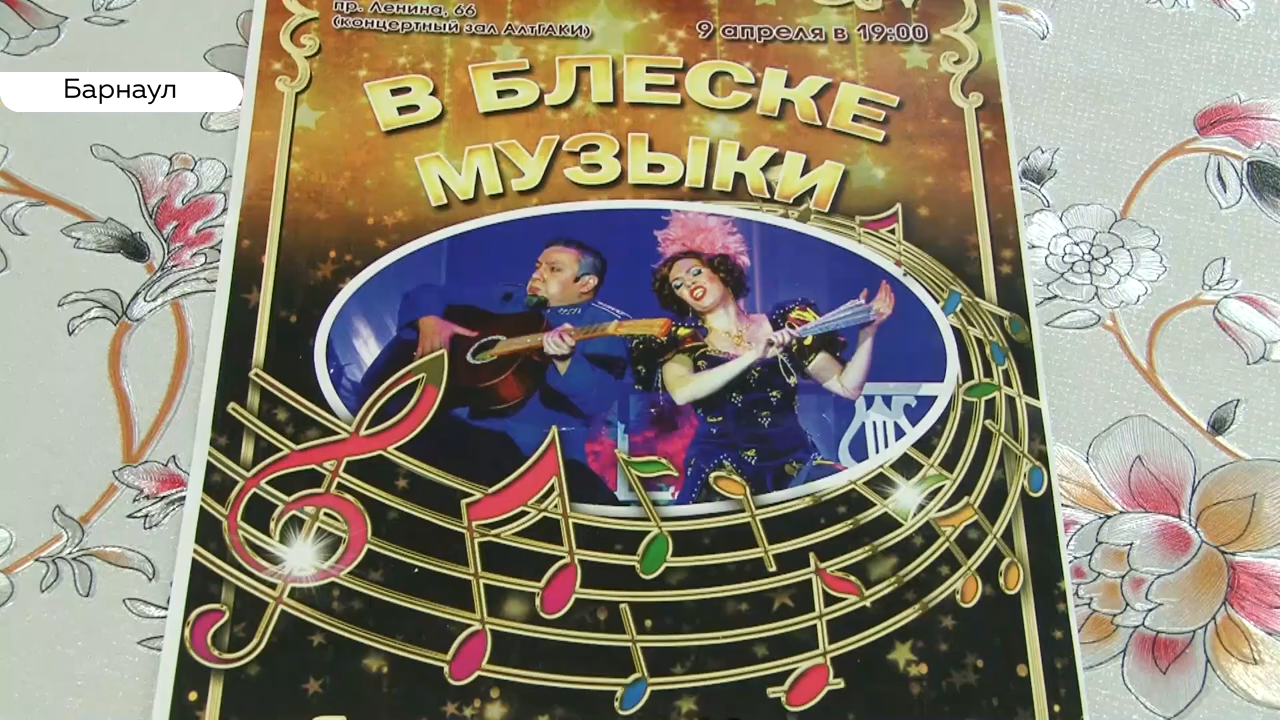 пр. Ленина, 66
(концертный зал АлтГАКИ)
9 апреля в 19:00
Барнаул
В БЛЕСКЕ
МУЗЫКИ